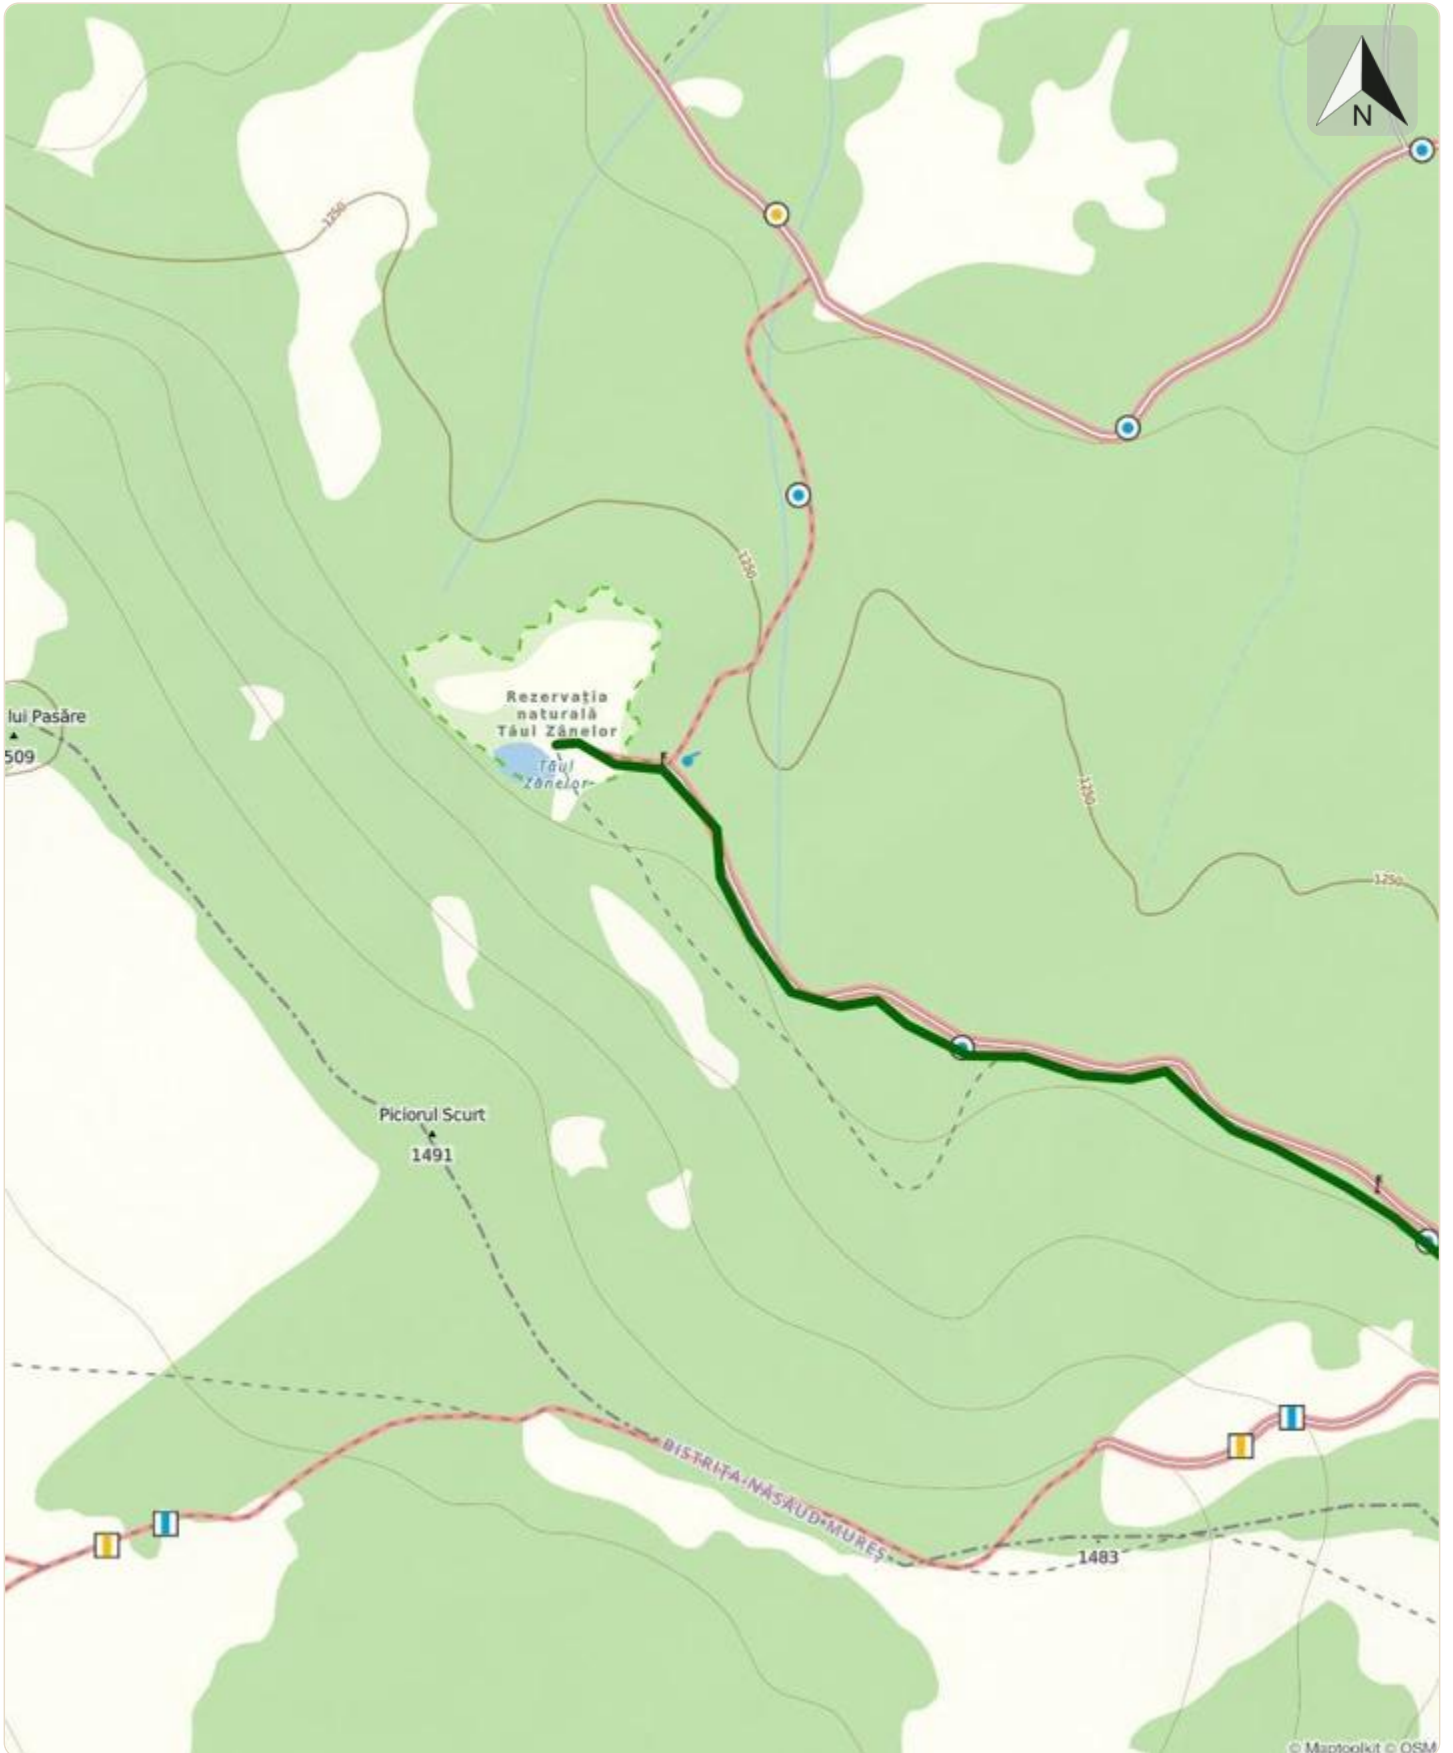 N
1250
1250
Rezervația
naturală
Tăul Zânelor
lui Pasăre
509
Tăul
Zânelor
1250
1250
Piciorul Scurt
1491
BISTRIȚA-NĂSĂUD-MUREȘ
1483
© Maptoolkit © OSM